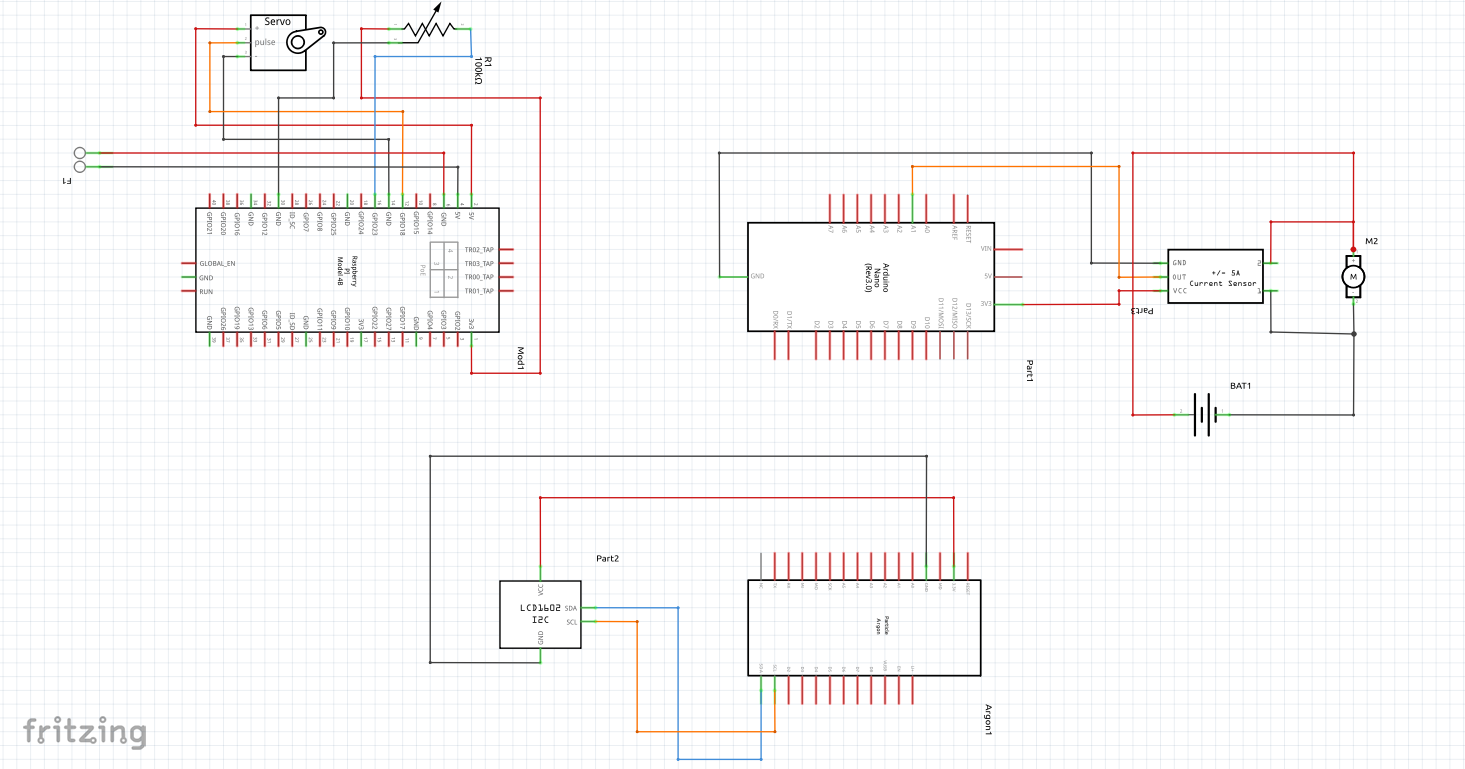 Servo
+
pulse
-
R1
100kΩ
F1
GPIO21
GPIO20
GPIO16
GND
GPIO12
GND
ID_SC
GPIO7
GPIO8
GPIO25
GND
GPIO24
GPIO23
GND
GPIO18
GPIO15
GPIO14
GND
5V
5V
GLOBAL_EN
GND
RUN
Raspberry
Pi
Model 4B
PoE
4
3
2
1
TR02_TAP
TR03_TAP
TR00_TAP
TR01_TAP
GND
GPIO26
GPIO19
GPIO13
GPIO6
GPIO5
ID_SD
GND
GPIO11
GPIO9
GPIO10
3V3
GPIO22
GPIO27
GPIO17
GND
GPIO4
GPIO3
GPIO2
3V3
Mod1
A7
A6
A5
A4
A3
A2
A1
A0
AREF
RESET
GND
Arduino
Nano
(Rev3.0)
VIN
5V
3V3
D0/RX
D1/TX
D2
D3
D4
D5
D6
D7
D8
D9
D10
D11/MOSI
D12/MISO
D13/SCK
Part1
GND
OUT
VCC
+/- 5A
Current Sensor
2
1
Part3
M2
M
BAT1
Part2
VCC
LCD1602
I2C
SDA
SCL
GND
Particle
Argon
Argon1
fritzing